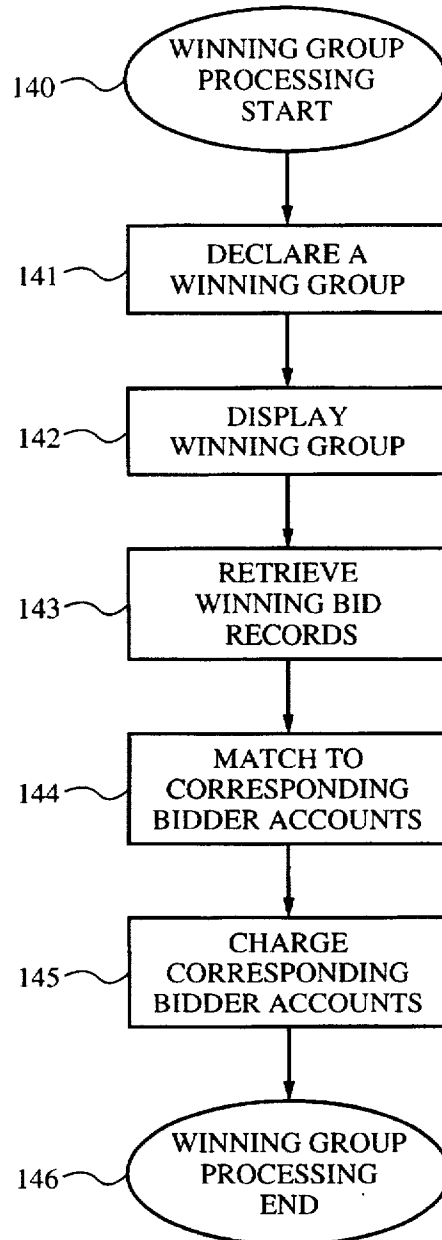 WINNING GROUP
PROCESSING
START
140
DECLARE A
WINNING GROUP
141
DISPLAY
WINNING GROUP
142
RETRIEVE
WINNING BID
RECORDS
143
MATCH TO
CORRESPONDING
BIDDER ACCOUNTS
144
CHARGE
CORRESPONDING
BIDDER ACCOUNTS
145
WINNING GROUP
PROCESSING
END
146